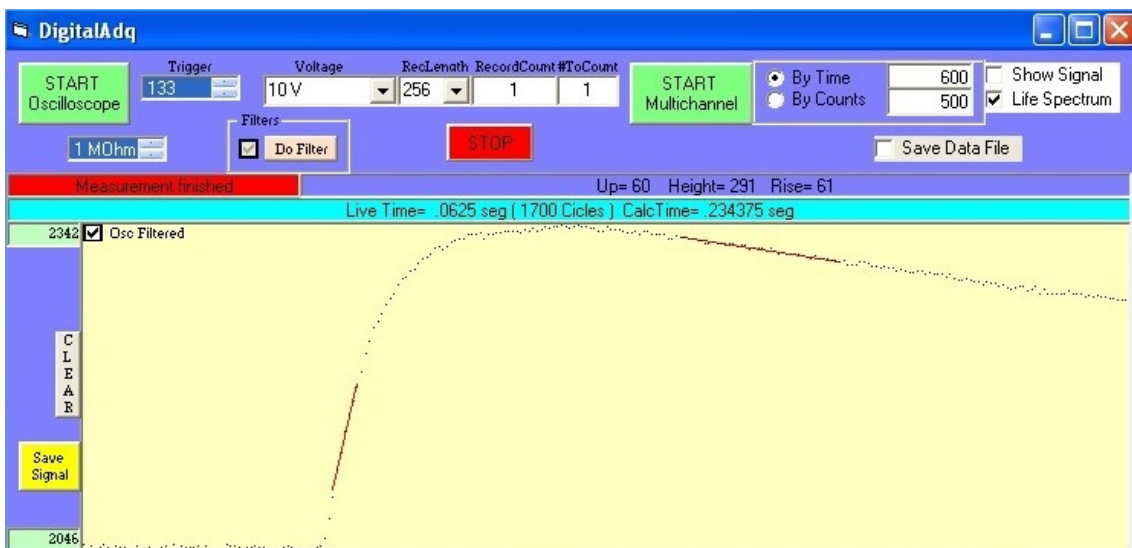 DigitalAdq
START Oscilloscope
Trigger
133
Voltage
10 V
RecLength
256
RecordCount
1
#ToCount
1
START Multichannel
By Time
600
By Counts
500
Show Signal
Life Spectrum
1 MOhm
Filters
Do Filter
STOP
Save Data File
Measurement finished
Up= 60 Height= 291 Rise= 61
Live Time= .0625 seg ( 1700 Cicles ) CalcTime= .234375 seg
2342
Osc Filtered
CLEAR
Save Signal
2046